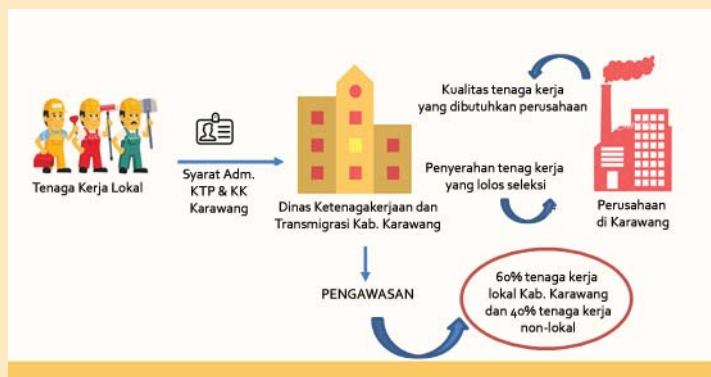 Tenaga Kerja Lokal
Syarat Adm.
KTP & KK
Karawang
Dinas Ketenagakerjaan dan
Transmigrasi Kab. Karawang
Kualitas tenaga kerja
yang dibutuhkan perusahaan
Penyerahan tenag kerja
yang lolos seleksi
Perusahaan
di Karawang
PENGAWASAN
60% tenaga kerja
lokal Kab. Karawang
dan 40% tenaga kerja
non-lokal